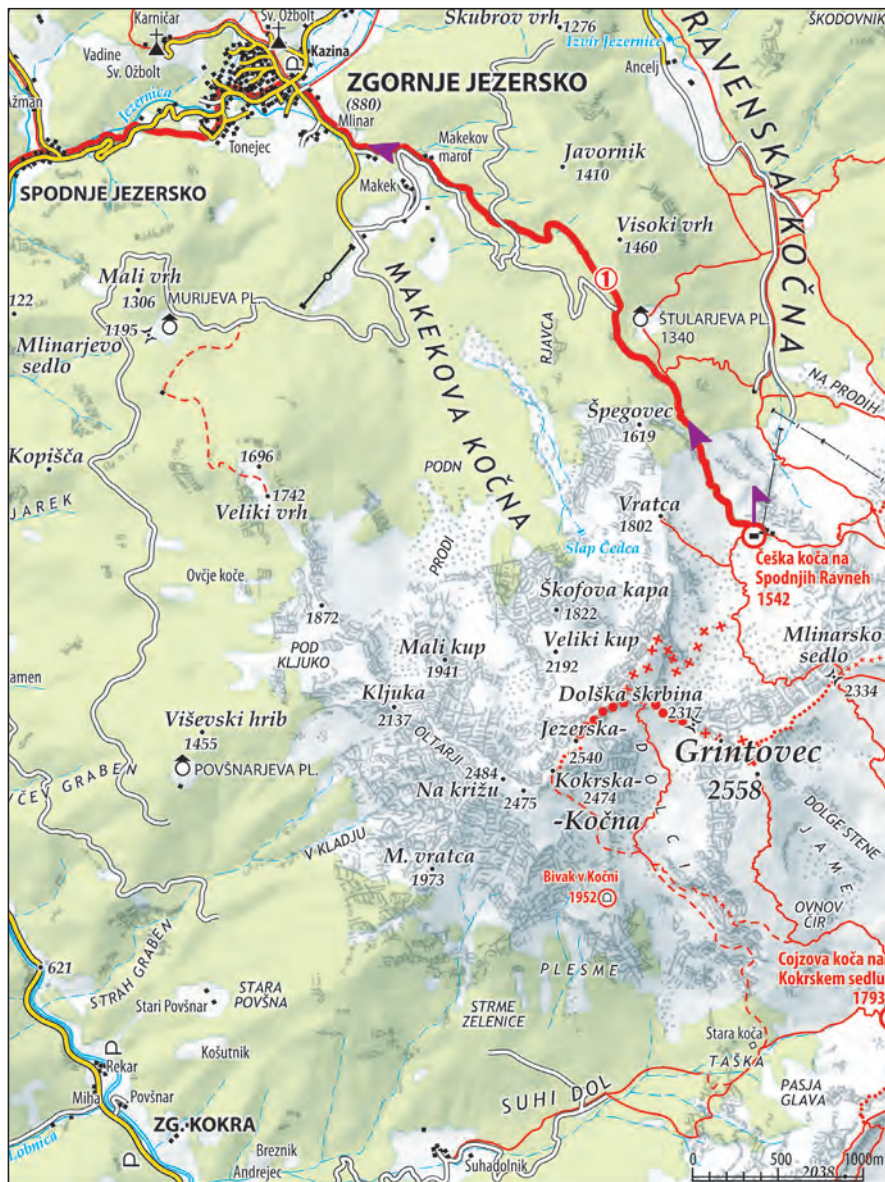 Karničar
Sv. Ožbolt
Skubrov vrh
1276
ŠKODOVNIK
Vadine
Sv. Ožbolt
Kazina
P
Izvir Jezernice
Ancelj
RAVENSKA KOČNA
ZGORNJE JEZERSKO
(880)
Mlinar
Jezernica
Tonejec
Makekov
marof
Javornik
1410
Makek
SPODNJE JEZERSKO
Visoki vrh
1460
Mali vrh
1306
MURIJEVA PL.
1195
122
Mlinarjevo
sedlo
MAKEKOVA KOČNA
1
RJAVCA
ŠTULARJEVA PL.
1340
NA PRODIH
Špegovec
1619
Kopišča
1696
1742
Veliki vrh
JAREK
PODN
Vratca
1802
PRODI
Slap Čedca
Češka koča na
Spodnjih Ravneh
1542
Ovčje koče
1872
Škofova kapa
1822
POD
KLJUKO
Mali kup
1941
Veliki kup
2192
Mlinarsko
sedlo
2334
Kljuka
2137
Dolška škrbina
2317
Viševski hrib
1455
OLTARJI
Jezerska-
2540
Grintovec
2558
POVŠNARJEVA PL.
2484
Na križu
2475
Kokrska-
2474
-Kočna
DOLCI
DOLGE STENE
JAME
V KLADJU
M. vratca
1973
Bivak v Kočni
1952
OVNOV
ČIR
621
STRAH GRABEN
PLESME
Cojzova koča na
Kokrskem sedlu
1793
STARA
POVŠNA
Stari Povšnar
STRME
ZELENICE
Stara koča
TAŠKA
P
Rekar
Košutnik
Miha
Povšnar
SUHI DOL
PASJA
GLAVA
ZG. KOKRA
Lobnica
P
Breznik
Andrejec
Suhadolnik
0 500 1000m
2038